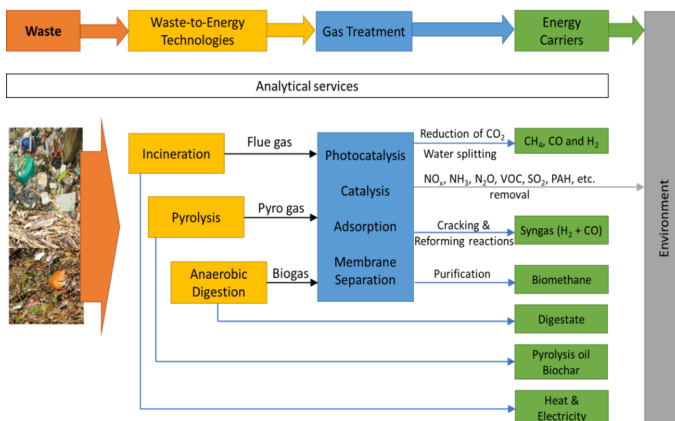 Waste
Waste-to-Energy
Technologies
Gas Treatment
Energy
Carriers
Analytical services
Incineration
Flue gas
Pyrolysis
Pyro gas
Anaerobic
Digestion
Biogas
Photocatalysis
Catalysis
Adsorption
Membrane
Separation
Reduction of CO₂
Water splitting
CH₄, CO and H₂
NOₓ, NH₃, N₂O, VOC, SO₂, PAH, etc.
removal
Cracking &
Reforming reactions
Syngas (H₂ + CO)
Purification
Biomethane
Digestate
Pyrolysis oil
Biochar
Heat &
Electricity
Environment